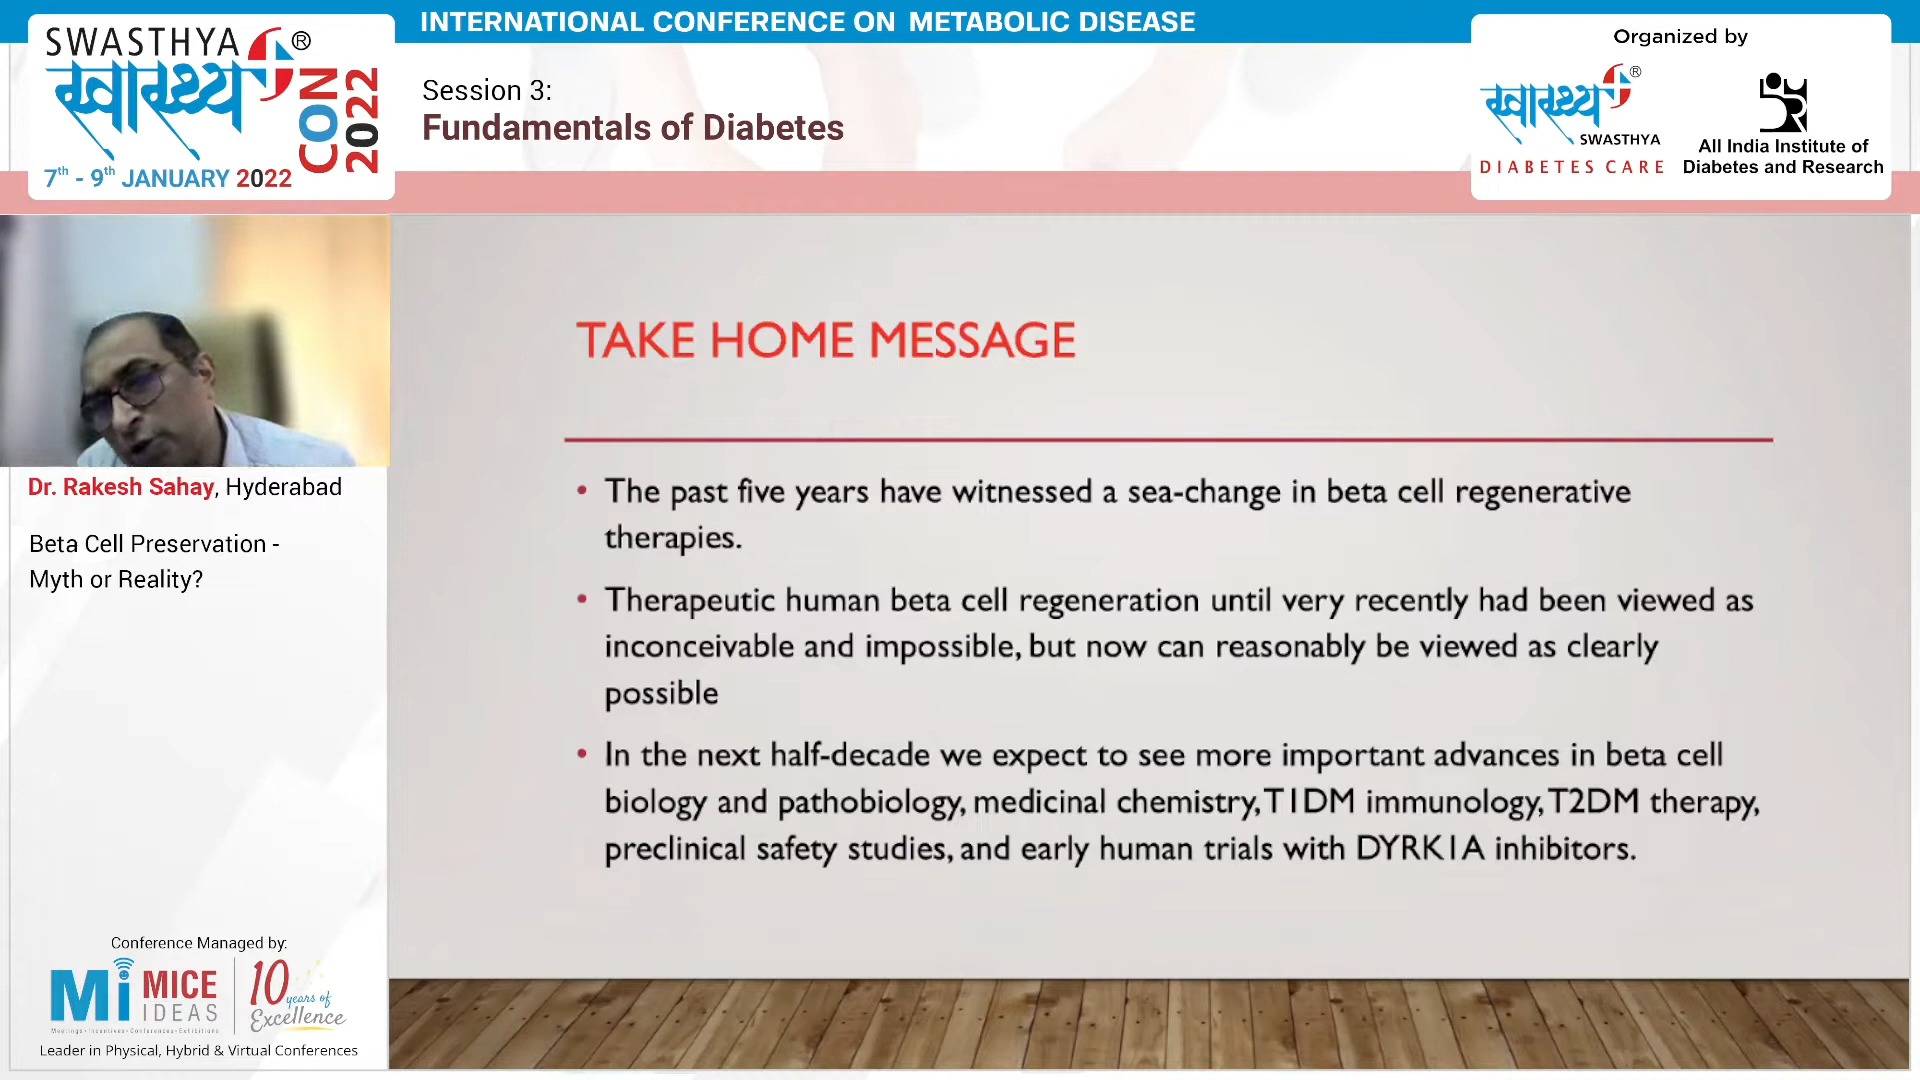 INTERNATIONAL CONFERENCE ON METABOLIC DISEASE
SWASTHYA ®
स्वास्थ्य
CON 2022
7th - 9th JANUARY 2022
Session 3:
Fundamentals of Diabetes
Organized by
स्वास्थ्य ®
SWASTHYA
DIABETES CARE
All India Institute of
Diabetes and Research
Dr. Rakesh Sahay, Hyderabad
Beta Cell Preservation -
Myth or Reality?
TAKE HOME MESSAGE
• The past five years have witnessed a sea-change in beta cell regenerative
therapies.
• Therapeutic human beta cell regeneration until very recently had been viewed as
inconceivable and impossible, but now can reasonably be viewed as clearly
possible
• In the next half-decade we expect to see more important advances in beta cell
biology and pathobiology, medicinal chemistry, T1DM immunology, T2DM therapy,
preclinical safety studies, and early human trials with DYRK1A inhibitors.
Conference Managed by:
Mi MICE
IDEAS
Meetings • Incentives • Conferences • Exhibitions
10
years of
Excellence
Leader in Physical, Hybrid & Virtual Conferences